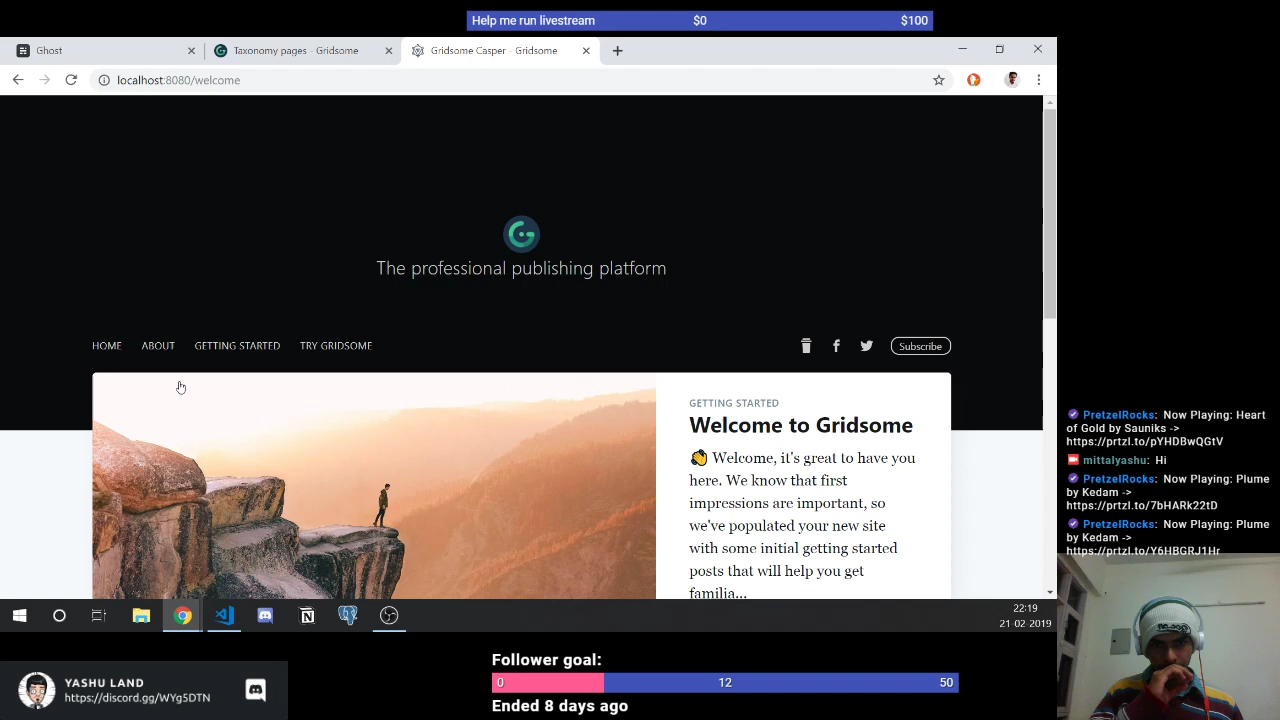 Help me run livestream $0 $100
Ghost
Taxonomy pages - Gridsome
Gridsome Casper - Gridsome
localhost:8080/welcome
The professional publishing platform
HOME ABOUT GETTING STARTED TRY GRIDSOME
Subscribe
GETTING STARTED
Welcome to Gridsome
👏 Welcome, it's great to have you
here. We know that first
impressions are important, so
we've populated your new site
with some initial getting started
posts that will help you get
familia...
PretzelRocks: Now Playing: Heart
of Gold by Sauniks ->
https://prtzl.to/pYHDBwQGtV
mittalyashu: Hi
PretzelRocks: Now Playing: Plume
by Kedam ->
https://prtzl.to/7bHARk22tD
PretzelRocks: Now Playing: Plume
by Kedam ->
https://prtzl.to/Y6HBGRJ1Hr
22:19
21-02-2019
YASHU LAND
https://discord.gg/WYg5DTN
Follower goal:
0 12 50
Ended 8 days ago